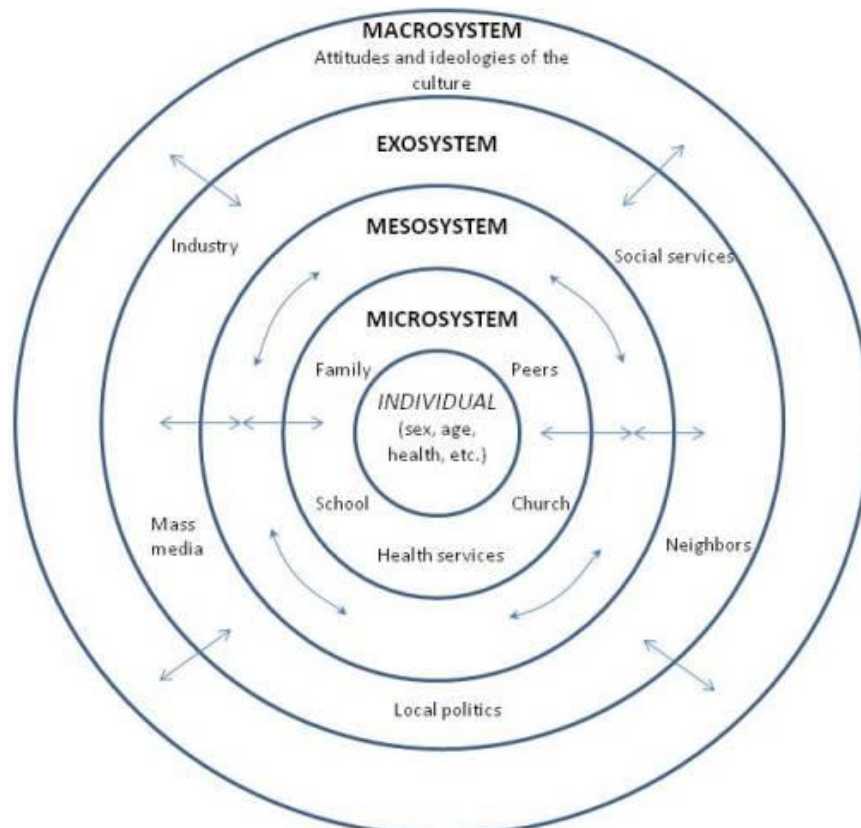 MACROSYSTEM
Attitudes and ideologies of the
culture
EXOSYSTEM
MESOSYSTEM
Industry
Social services
MICROSYSTEM
Family
Peers
INDIVIDUAL
(sex, age,
health, etc.)
School
Church
Mass
media
Health services
Neighbors
Local politics